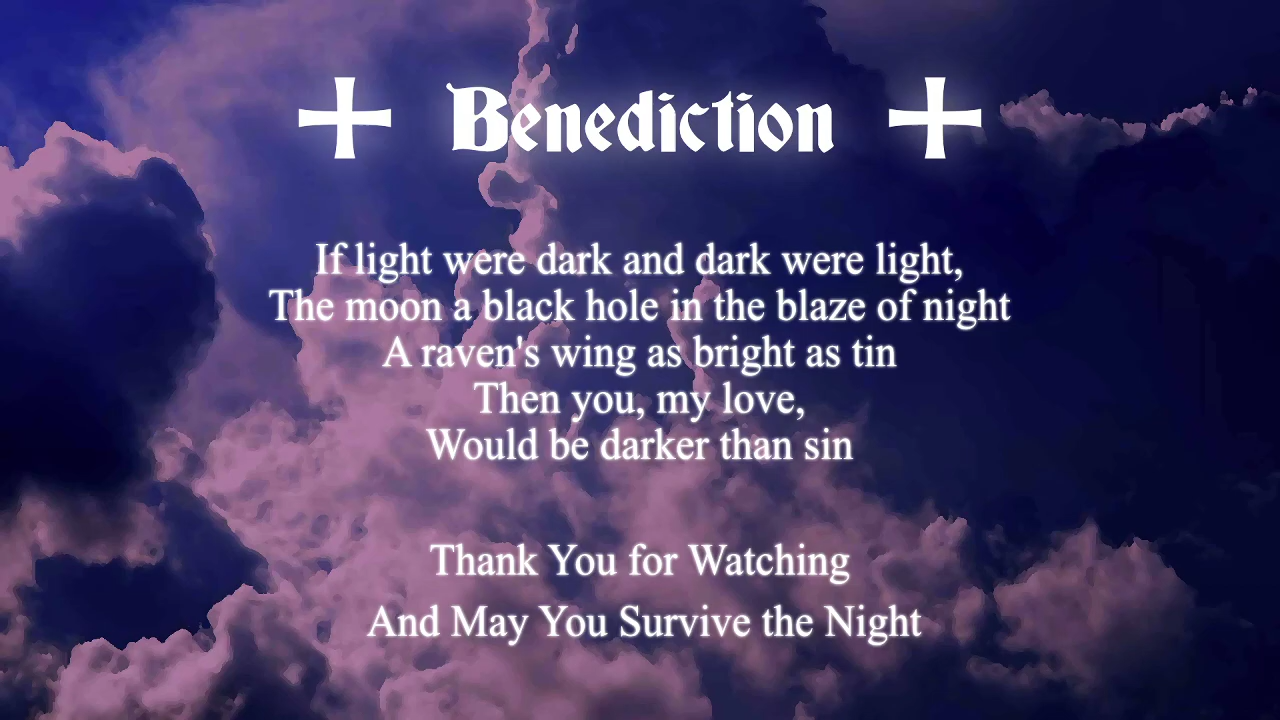 Benediction
If light were dark and dark were light,
The moon a black hole in the blaze of night
A raven's wing as bright as tin
Then you, my love,
Would be darker than sin
Thank You for Watching
And May You Survive the Night